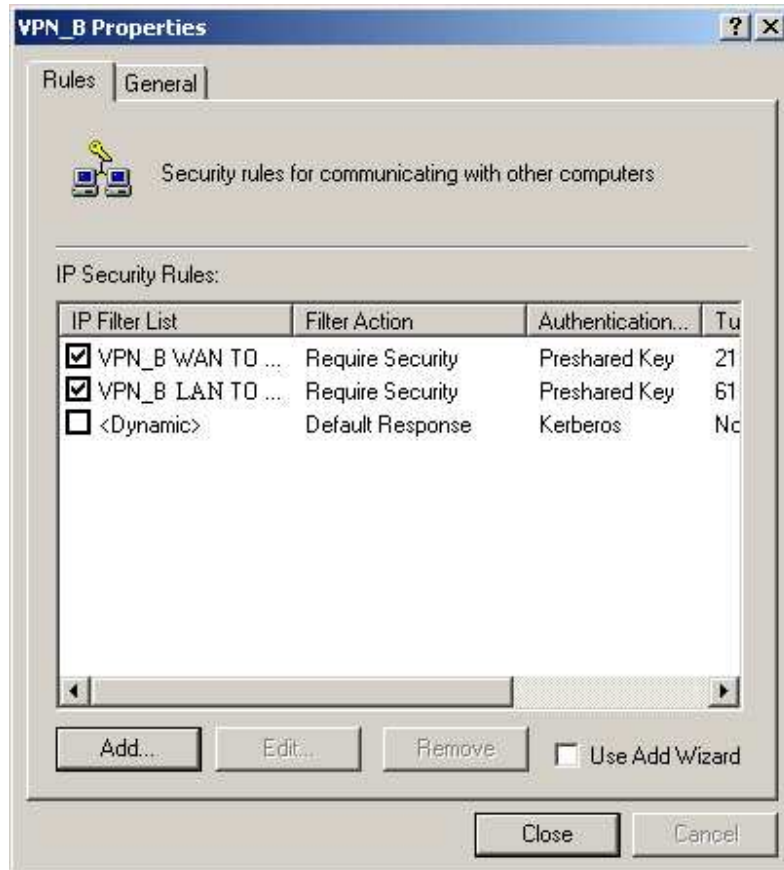 VPN_B Properties
Rules General
Security rules for communicating with other computers
IP Security Rules:
IP Filter List Filter Action Authentication... Tu
VPN_B WAN TO ... Require Security Preshared Key 21
VPN_B LAN TO ... Require Security Preshared Key 61
<Dynamic> Default Response Kerberos Nc
Add... Edit... Remove Use Add Wizard
Close Cancel